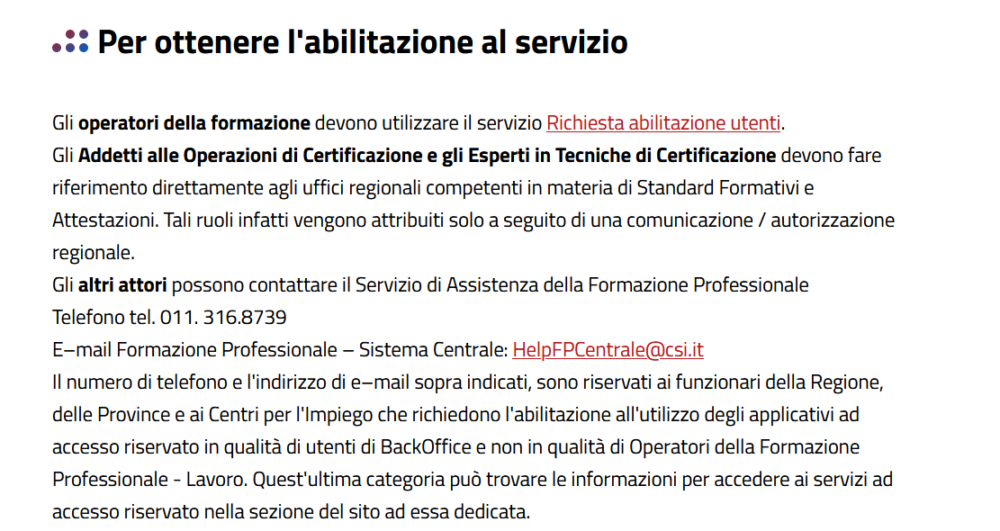 Per ottenere l'abilitazione al servizio
Gli operatori della formazione devono utilizzare il servizio Richiesta abilitazione utenti.
Gli Addetti alle Operazioni di Certificazione e gli Esperti in Tecniche di Certificazione devono fare
riferimento direttamente agli uffici regionali competenti in materia di Standard Formativi e
Attestazioni. Tali ruoli infatti vengono attribuiti solo a seguito di una comunicazione / autorizzazione
regionale.
Gli altri attori possono contattare il Servizio di Assistenza della Formazione Professionale
Telefono tel. 011. 316.8739
E–mail Formazione Professionale – Sistema Centrale: HelpFPCentrale@csi.it
Il numero di telefono e l'indirizzo di e–mail sopra indicati, sono riservati ai funzionari della Regione,
delle Province e ai Centri per l'Impiego che richiedono l'abilitazione all'utilizzo degli applicativi ad
accesso riservato in qualità di utenti di BackOffice e non in qualità di Operatori della Formazione
Professionale - Lavoro. Quest'ultima categoria può trovare le informazioni per accedere ai servizi ad
accesso riservato nella sezione del sito ad essa dedicata.